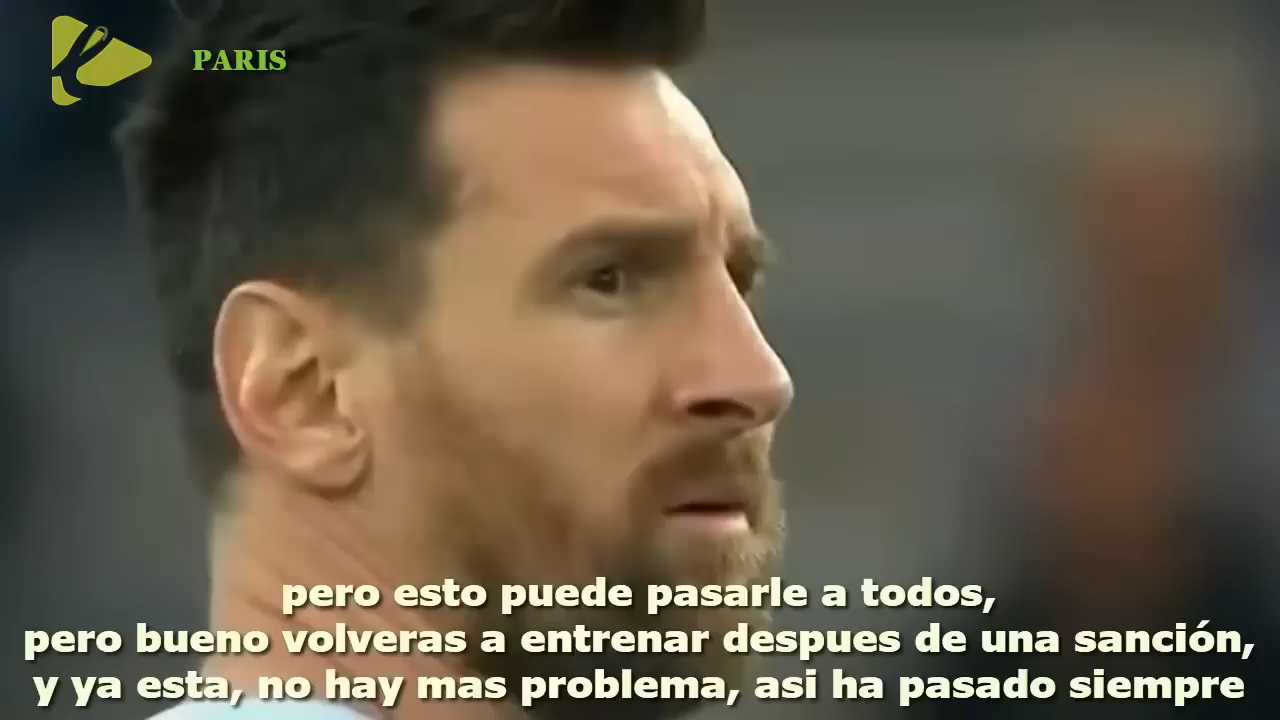 PARIS
pero esto puede pasarle a todos,
pero bueno volveras a entrenar despues de una sanción,
y ya esta, no hay mas problema, asi ha pasado siempre